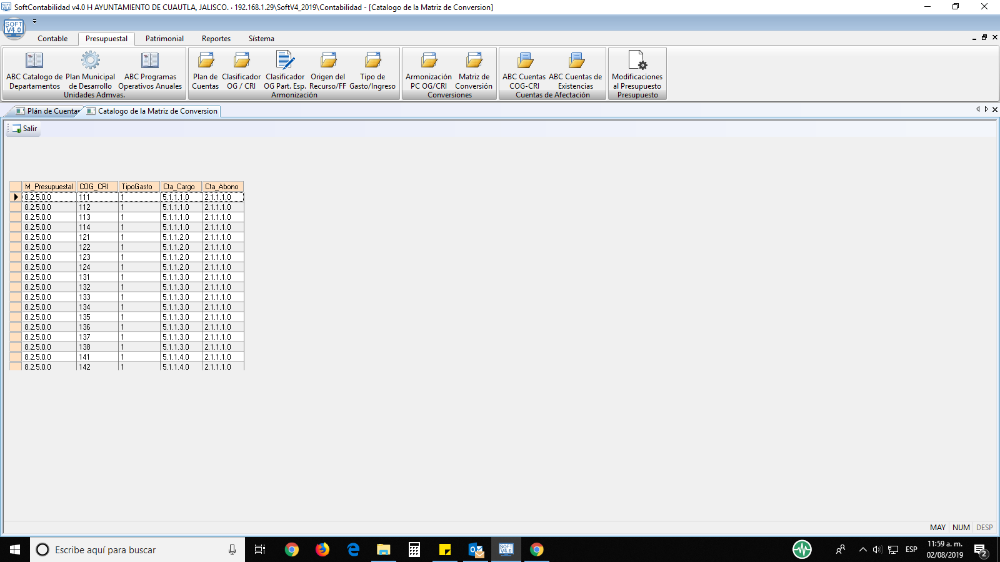 SoftContabilidad v4.0 H AYUNTAMIENTO DE CUAUTLA, JALISCO. - 192.168.1.29\SoftV4_2019\Contabilidad - [Catalogo de la Matriz de Conversion]
SOFT V4.0
Contable Presupuestal Patrimonial Reportes Sístema
ABC Catalogo de Departamentos Plan Municipal de Desarrollo ABC Programas Operativos Anuales
Unidades Admvas.
Plan de Cuentas Clasificador OG / CRI Clasificador OG Part. Esp. Origen del Recurso/FF Tipo de Gasto/Ingreso
Armonización
Armonización PC OG/CRI Matriz de Conversión
Conversiones
ABC Cuentas COG-CRI ABC Cuentas de Existencias
Cuentas de Afectación
Modificaciones al Presupuesto
Presupuesto
Plán de Cuentas Catalogo de la Matriz de Conversion
Salir
M_Presupuestal COG_CRI TipoGasto Cta_Cargo Cta_Abono
8.2.5.0.0 111 1 5.1.1.1.0 2.1.1.1.0
8.2.5.0.0 112 1 5.1.1.1.0 2.1.1.1.0
8.2.5.0.0 113 1 5.1.1.1.0 2.1.1.1.0
8.2.5.0.0 114 1 5.1.1.1.0 2.1.1.1.0
8.2.5.0.0 121 1 5.1.1.2.0 2.1.1.1.0
8.2.5.0.0 122 1 5.1.1.2.0 2.1.1.1.0
8.2.5.0.0 123 1 5.1.1.2.0 2.1.1.1.0
8.2.5.0.0 124 1 5.1.1.2.0 2.1.1.1.0
8.2.5.0.0 131 1 5.1.1.3.0 2.1.1.1.0
8.2.5.0.0 132 1 5.1.1.3.0 2.1.1.1.0
8.2.5.0.0 133 1 5.1.1.3.0 2.1.1.1.0
8.2.5.0.0 134 1 5.1.1.3.0 2.1.1.1.0
8.2.5.0.0 135 1 5.1.1.3.0 2.1.1.1.0
8.2.5.0.0 136 1 5.1.1.3.0 2.1.1.1.0
8.2.5.0.0 137 1 5.1.1.3.0 2.1.1.1.0
8.2.5.0.0 138 1 5.1.1.3.0 2.1.1.1.0
8.2.5.0.0 141 1 5.1.1.4.0 2.1.1.1.0
8.2.5.0.0 142 1 5.1.1.4.0 2.1.1.1.0
MAY NUM DESP
Escribe aquí para buscar
SOFT V4.0
ESP
11:59 a. m.
02/08/2019
2